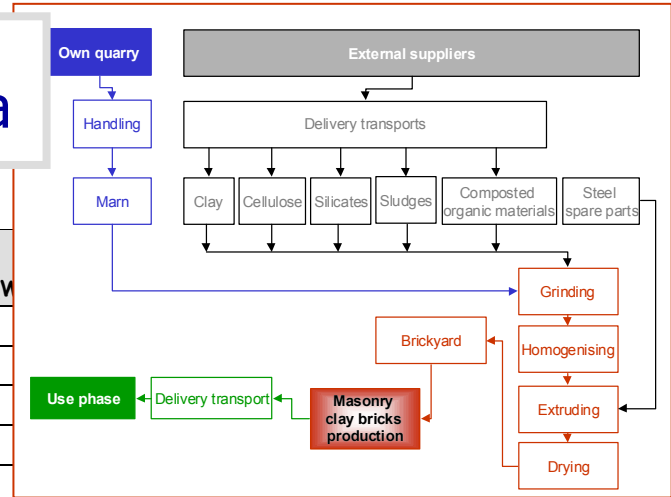 a
w
Own quarry
External suppliers
Handling
Delivery transports
Marn
Clay
Cellulose
Silicates
Sludges
Composted
organic materials
Steel
spare parts
Grinding
Brickyard
Homogenising
Use phase
Delivery transport
Masonry
clay bricks
production
Extruding
Drying